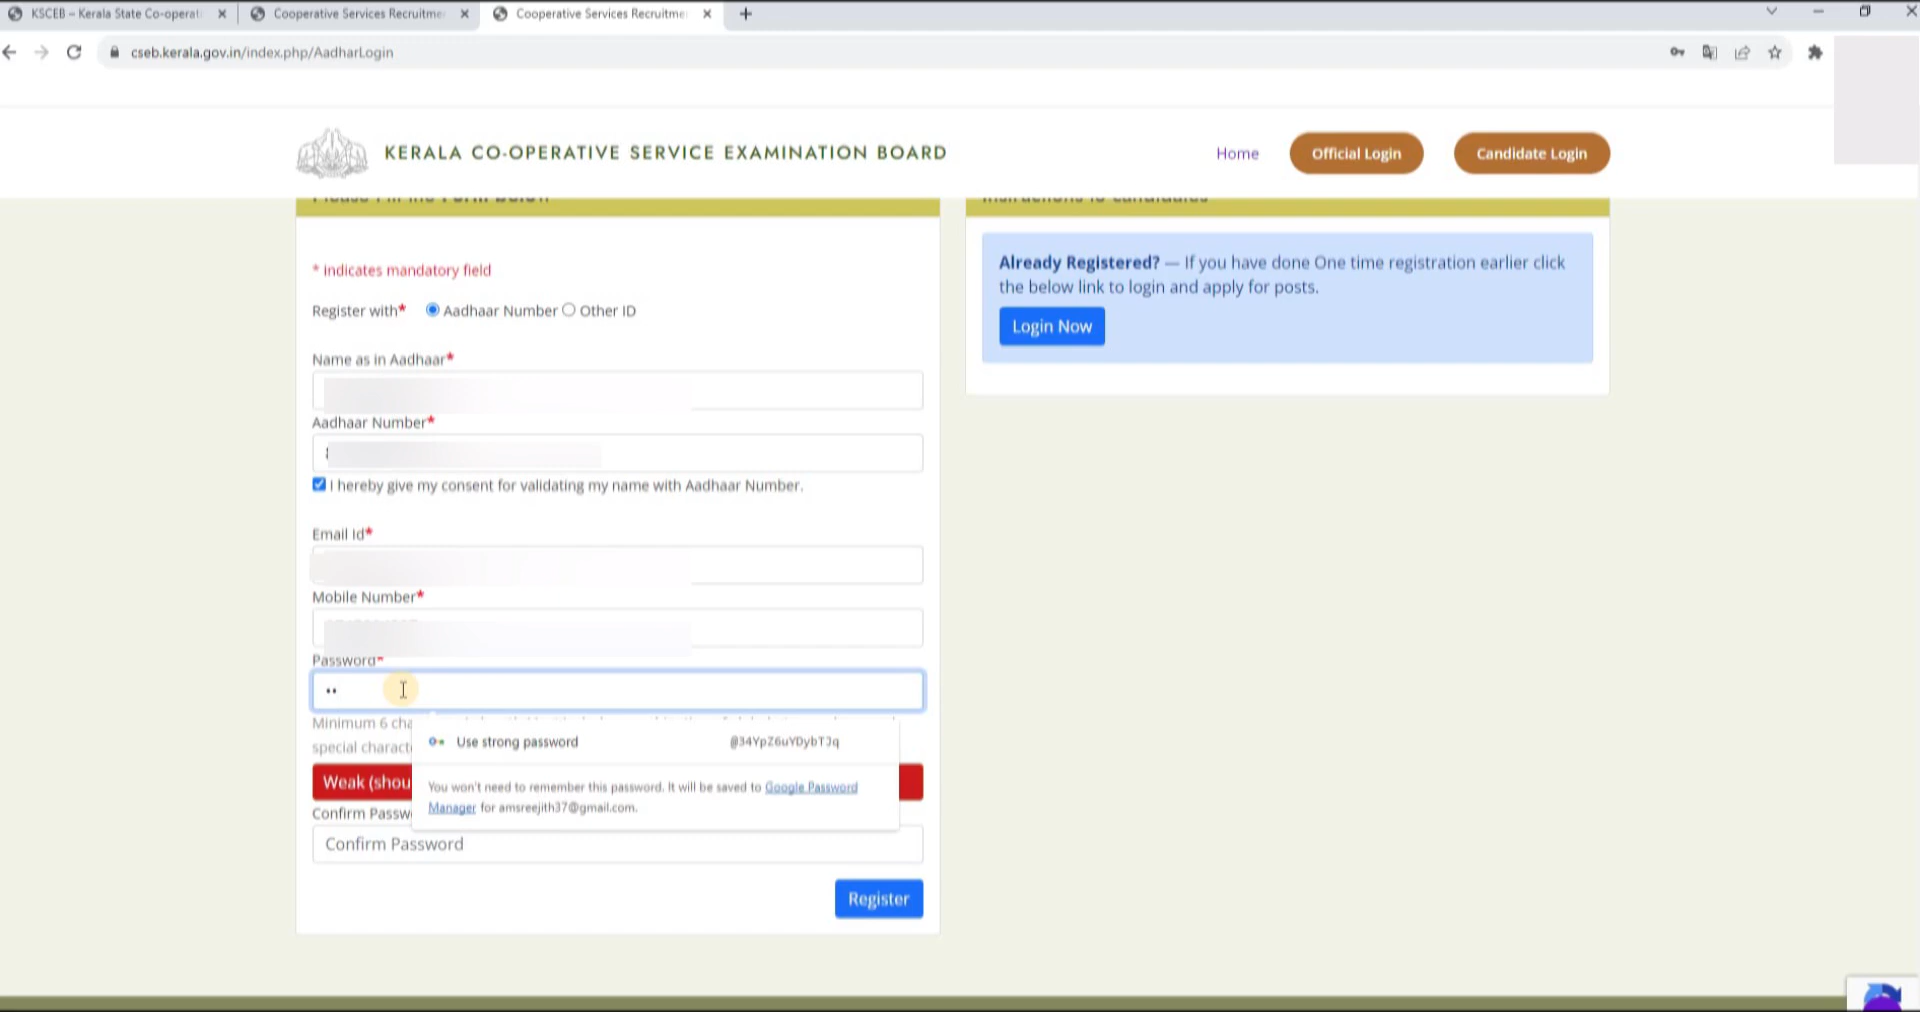 KSCEB – Kerala State Co-operat
Cooperative Services Recruitme
Cooperative Services Recruitme
cseb.kerala.gov.in/index.php/AadharLogin
KERALA CO-OPERATIVE SERVICE EXAMINATION BOARD
Home
Official Login
Candidate Login
* indicates mandatory field
Register with* Aadhaar Number Other ID
Name as in Aadhaar*
Aadhaar Number*
I hereby give my consent for validating my name with Aadhaar Number.
Email Id*
Mobile Number*
Password*
••
Minimum 6 cha
special charact
Use strong password @34YpZ6uYDybTJq
Weak (shou
You won't need to remember this password. It will be saved to Google Password
Manager for amsreejith37@gmail.com.
Confirm Passw
Confirm Password
Register
Already Registered? — If you have done One time registration earlier click
the below link to login and apply for posts.
Login Now